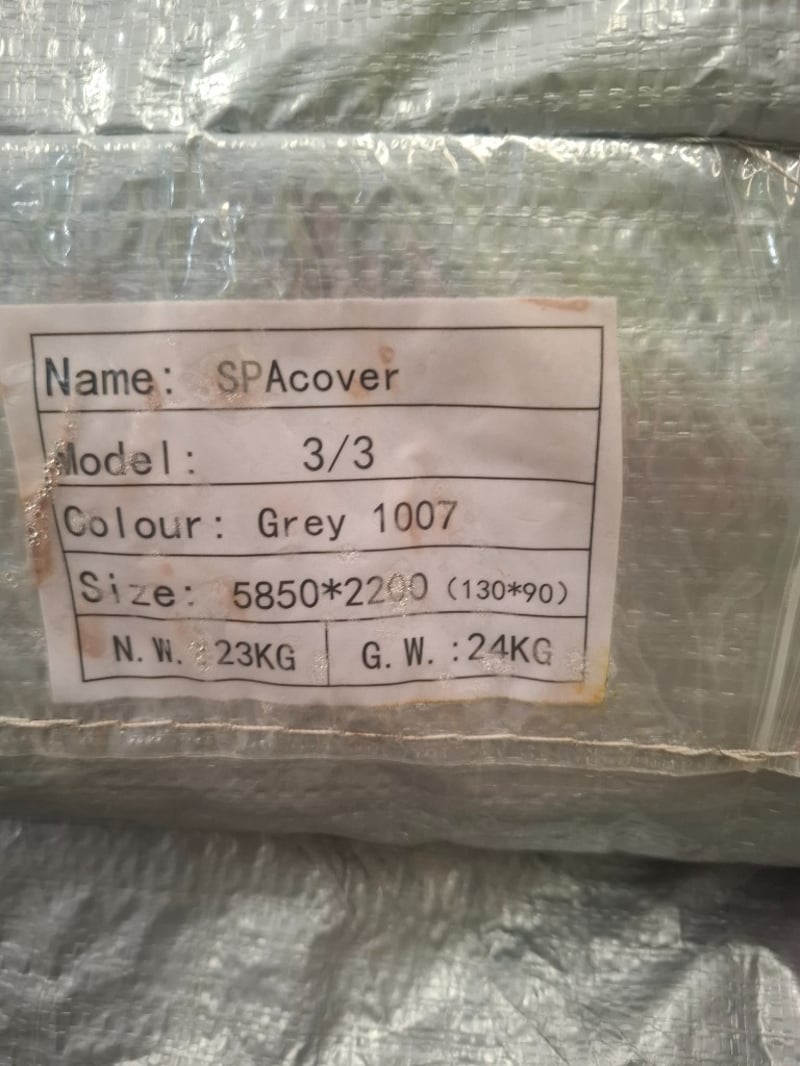 Name: SPAcover
Model: 3/3
Colour: Grey 1007
Size: 5850*2200 (130*90)
N.W.:23KG G.W.:24KG